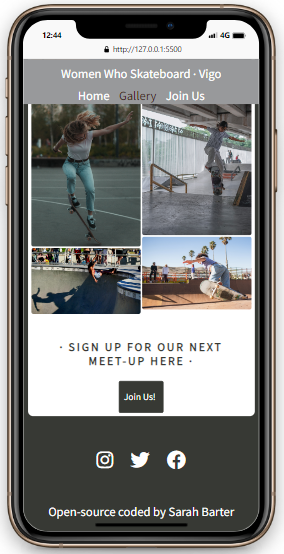 12:44
4G
http://127.0.0.1:5500
Women Who Skateboard · Vigo
Home Gallery Join Us
· SIGN UP FOR OUR NEXT
MEET-UP HERE ·
Join Us!
Open-source coded by Sarah Barter